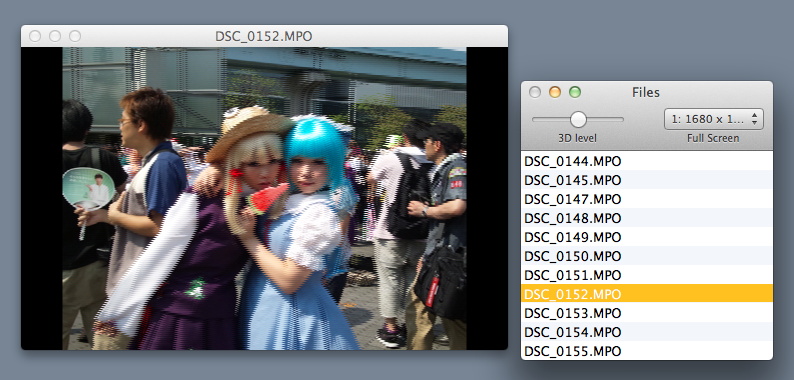 DSC_0152.MPO
Files
1: 1680 x 1...
3D level
Full Screen
DSC_0144.MPO
DSC_0145.MPO
DSC_0147.MPO
DSC_0148.MPO
DSC_0149.MPO
DSC_0150.MPO
DSC_0151.MPO
DSC_0152.MPO
DSC_0153.MPO
DSC_0154.MPO
DSC_0155.MPO